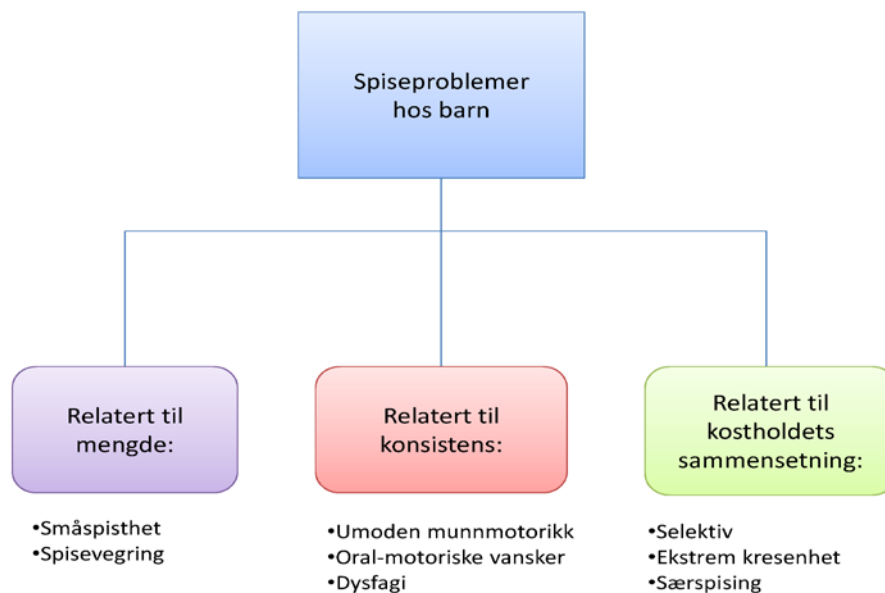 Spiseproblemer
hos barn
Relatert til
mengde:
•Småspisthet
•Spisevegring
Relatert til
konsistens:
•Umoden munnmotorikk
•Oral-motoriske vansker
•Dysfagi
Relatert til
kostholdets
sammensetning:
•Selektiv
•Ekstrem kresenhet
•Særspising